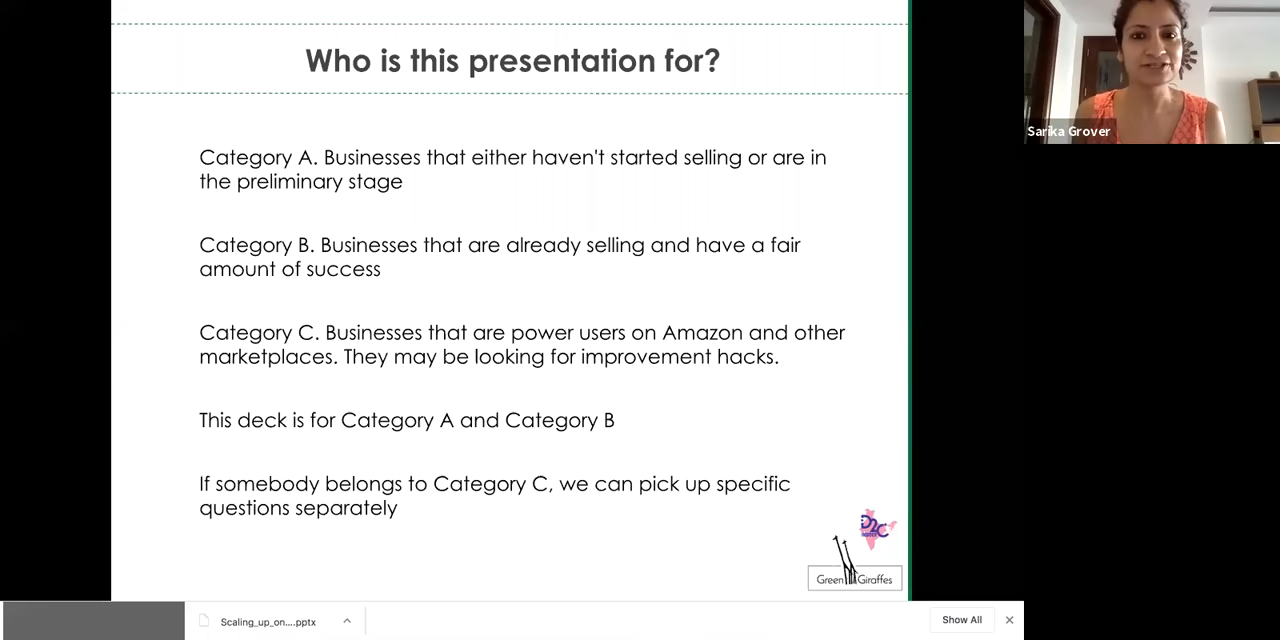 Who is this presentation for?
Category A. Businesses that either haven't started selling or are in
the preliminary stage
Category B. Businesses that are already selling and have a fair
amount of success
Category C. Businesses that are power users on Amazon and other
marketplaces. They may be looking for improvement hacks.
This deck is for Category A and Category B
If somebody belongs to Category C, we can pick up specific
questions separately
D2C
Green Giraffes
Sarika Grover
Scaling_up_on....pptx
Show All